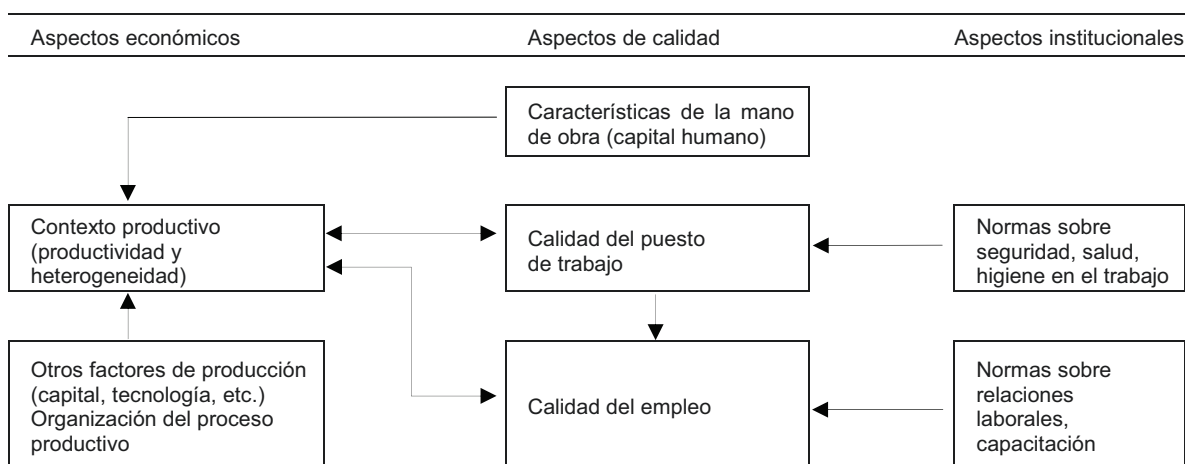 Aspectos económicos
Aspectos de calidad
Aspectos institucionales
Características de la mano
de obra (capital humano)
Contexto productivo
(productividad y
heterogeneidad)
Calidad del puesto
de trabajo
Normas sobre
seguridad, salud,
higiene en el trabajo
Otros factores de producción
(capital, tecnología, etc.)
Organización del proceso
productivo
Calidad del empleo
Normas sobre
relaciones
laborales,
capacitación